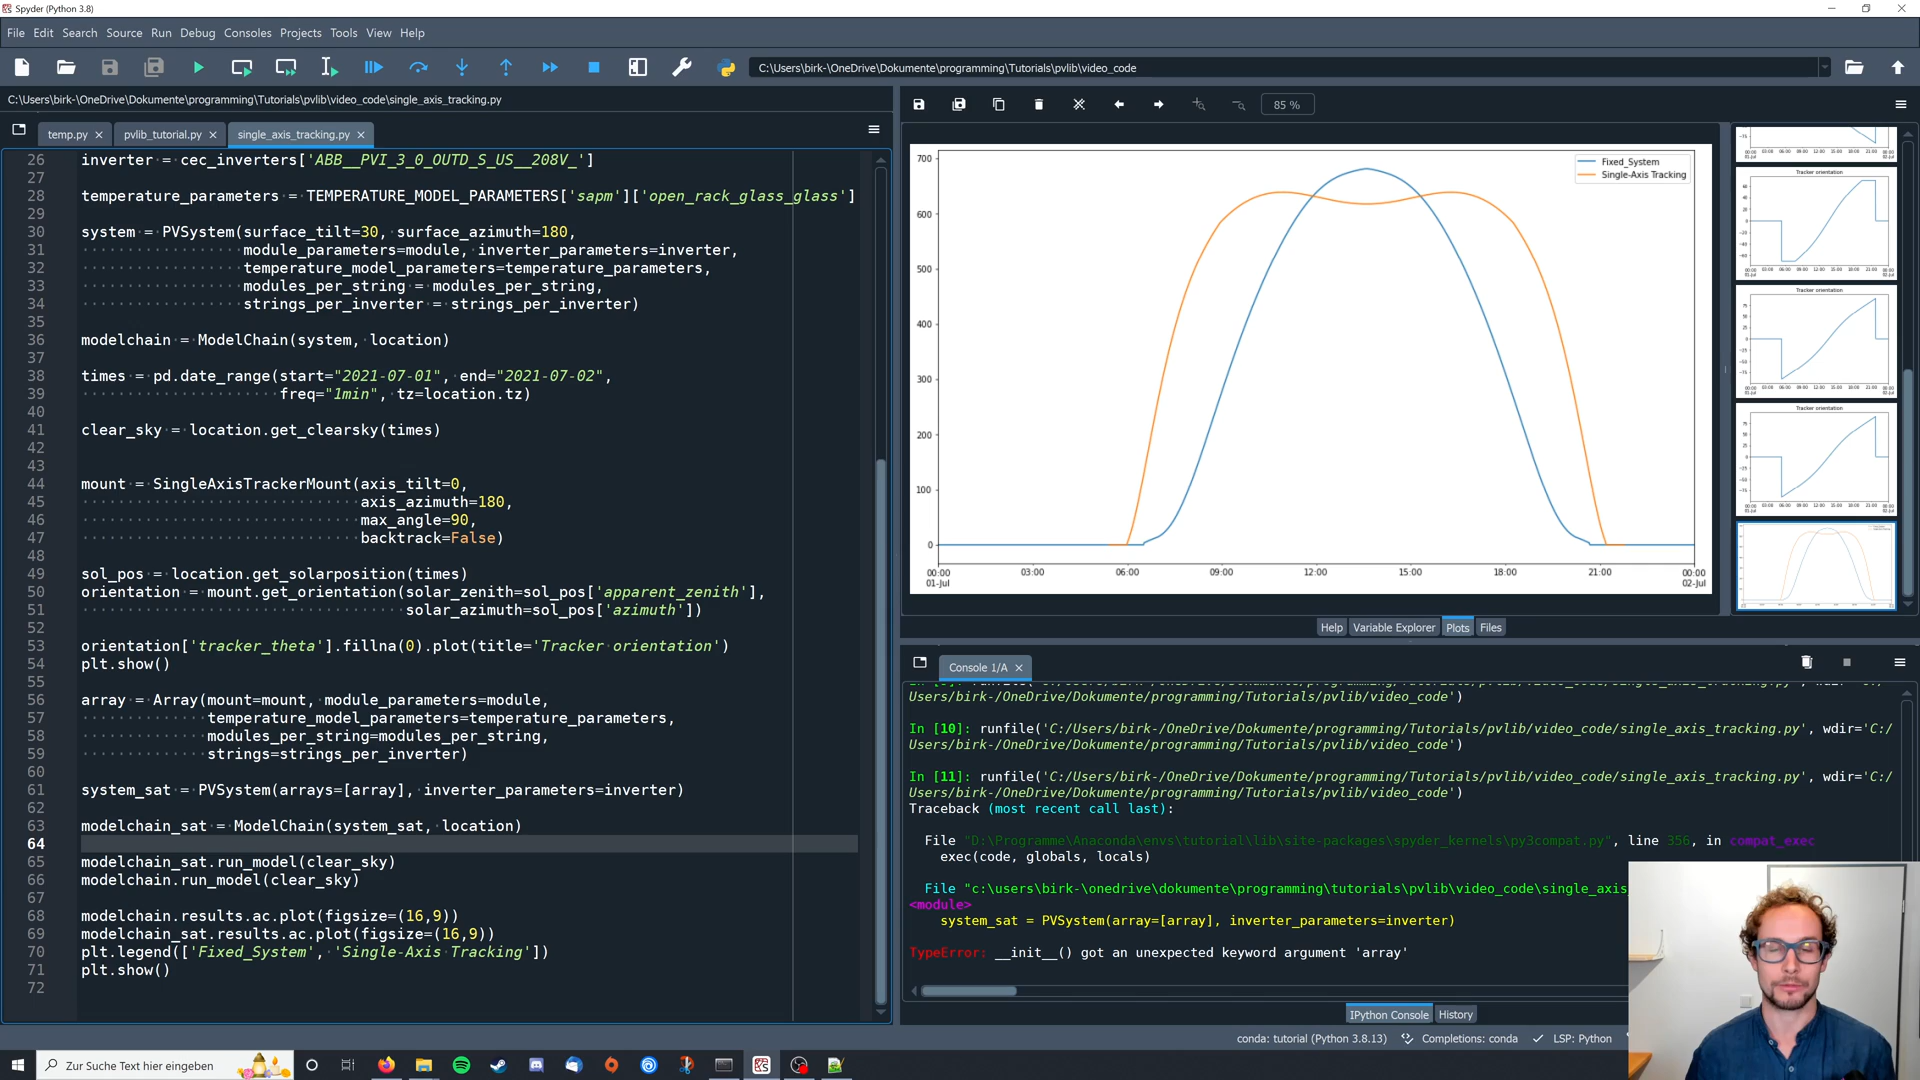 Spyder (Python 3.8)
File Edit Search Source Run Debug Consoles Projects Tools View Help
C:\Users\birk-\OneDrive\Dokumente\programming\Tutorials\pvlib\video_code
C:\Users\birk-\OneDrive\Dokumente\programming\Tutorials\pvlib\video_code\single_axis_tracking.py
temp.py pvlib_tutorial.py single_axis_tracking.py
26 inverter = cec_inverters['ABB__PVI_3_0_OUTD_S_US__208V_']
27
28 temperature_parameters = TEMPERATURE_MODEL_PARAMETERS['sapm']['open_rack_glass_glass']
29
30 system = PVSystem(surface_tilt=30, surface_azimuth=180,
31 module_parameters=module, inverter_parameters=inverter,
32 temperature_model_parameters=temperature_parameters,
33 modules_per_string = modules_per_string,
34 strings_per_inverter = strings_per_inverter)
35
36 modelchain = ModelChain(system, location)
37
38 times = pd.date_range(start="2021-07-01", end="2021-07-02",
39 freq="1min", tz=location.tz)
40
41 clear_sky = location.get_clearsky(times)
42
43
44 mount = SingleAxisTrackerMount(axis_tilt=0,
45 axis_azimuth=180,
46 max_angle=90,
47 backtrack=False)
48
49 sol_pos = location.get_solarposition(times)
50 orientation = mount.get_orientation(solar_zenith=sol_pos['apparent_zenith'],
51 solar_azimuth=sol_pos['azimuth'])
52
53 orientation['tracker_theta'].fillna(0).plot(title='Tracker orientation')
54 plt.show()
55
56 array = Array(mount=mount, module_parameters=module,
57 temperature_model_parameters=temperature_parameters,
58 modules_per_string=modules_per_string,
59 strings=strings_per_inverter)
60
61 system_sat = PVSystem(arrays=[array], inverter_parameters=inverter)
62
63 modelchain_sat = ModelChain(system_sat, location)
64
65 modelchain_sat.run_model(clear_sky)
66 modelchain.run_model(clear_sky)
67
68 modelchain.results.ac.plot(figsize=(16,9))
69 modelchain_sat.results.ac.plot(figsize=(16,9))
70 plt.legend(['Fixed_System', 'Single-Axis Tracking'])
71 plt.show()
72
85 %
Fixed_System
Single-Axis Tracking
700
600
500
400
300
200
100
0
00:00 03:00 06:00 09:00 12:00 15:00 18:00 21:00 00:00
01-Jul 02-Jul
Tracker orientation
Tracker orientation
Tracker orientation
Help Variable Explorer Plots Files
Console 1/A
Users/birk-/OneDrive/Dokumente/programming/Tutorials/pvlib/video_code')
In [10]: runfile('C:/Users/birk-/OneDrive/Dokumente/programming/Tutorials/pvlib/video_code/single_axis_tracking.py', wdir='C:/
Users/birk-/OneDrive/Dokumente/programming/Tutorials/pvlib/video_code')
In [11]: runfile('C:/Users/birk-/OneDrive/Dokumente/programming/Tutorials/pvlib/video_code/single_axis_tracking.py', wdir='C:/
Users/birk-/OneDrive/Dokumente/programming/Tutorials/pvlib/video_code')
Traceback (most recent call last):
File "D:\Programme\Anaconda\envs\tutorial\lib\site-packages\spyder_kernels\py3compat.py", line 356, in compat_exec
exec(code, globals, locals)
File "c:\users\birk-\onedrive\dokumente\programming\tutorials\pvlib\video_code\single_axis
<module>
system_sat = PVSystem(array=[array], inverter_parameters=inverter)
TypeError: __init__() got an unexpected keyword argument 'array'
IPython Console History
conda: tutorial (Python 3.8.13) Completions: conda LSP: Python
Zur Suche Text hier eingeben